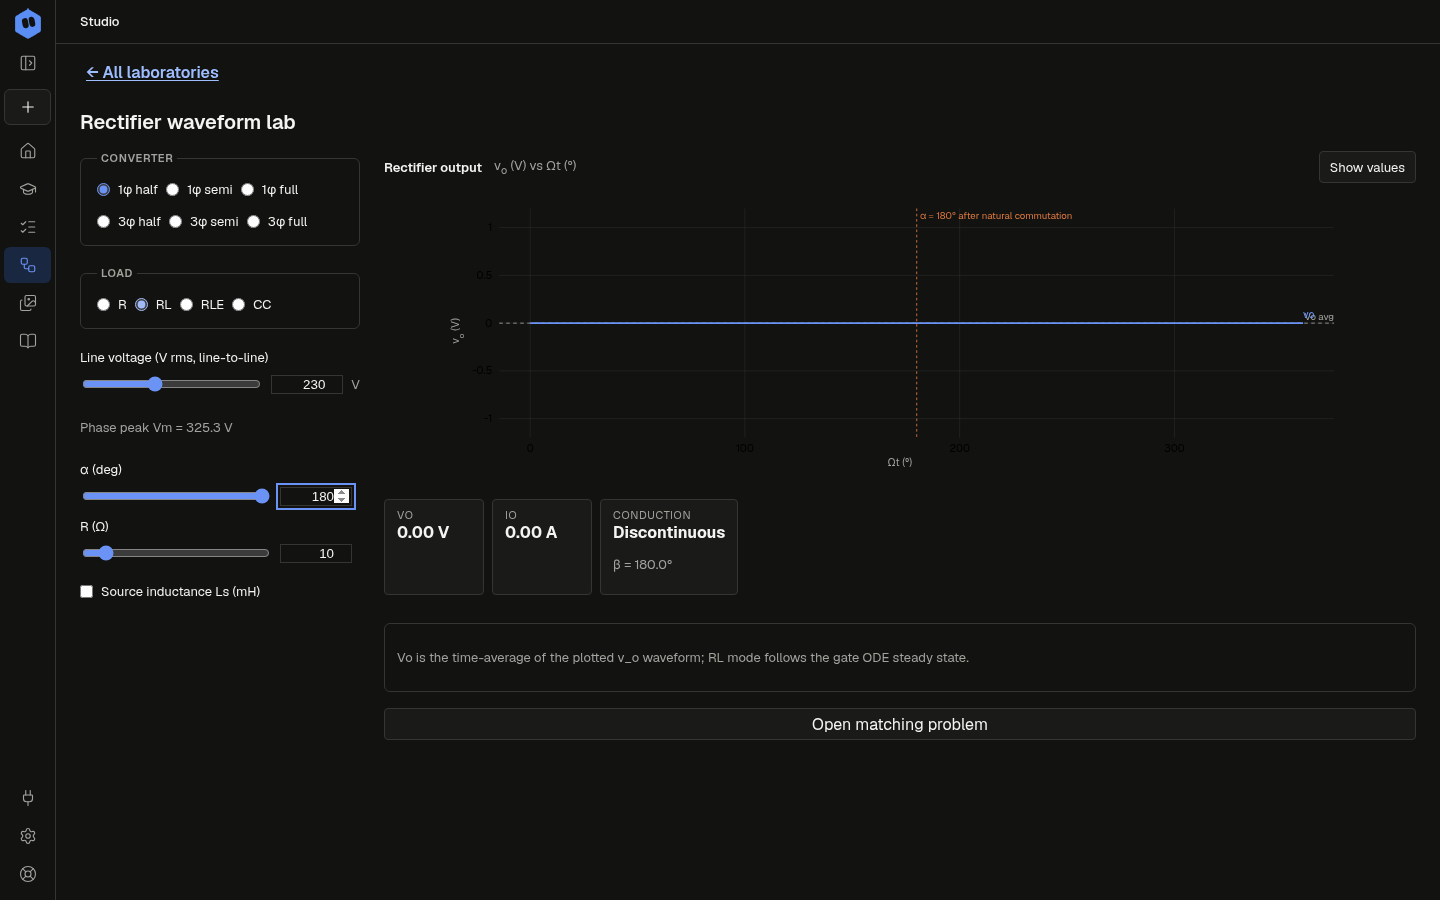 Studio
← All laboratories
Rectifier waveform lab
CONVERTER
1φ half 1φ semi 1φ full
3φ half 3φ semi 3φ full
LOAD
R RL RLE CC
Line voltage (V rms, line-to-line)
230 V
Phase peak Vm = 325.3 V
α (deg)
180
R (Ω)
10
Source inductance Ls (mH)
Rectifier output vo (V) vs Ωt (°)
Show values
α = 180° after natural commutation
1
0.5
0
-0.5
-1
vo (V)
Vo avg
0 100 200 300
Ωt (°)
VO
0.00 V
IO
0.00 A
CONDUCTION
Discontinuous
β = 180.0°
Vo is the time-average of the plotted v_o waveform; RL mode follows the gate ODE steady state.
Open matching problem